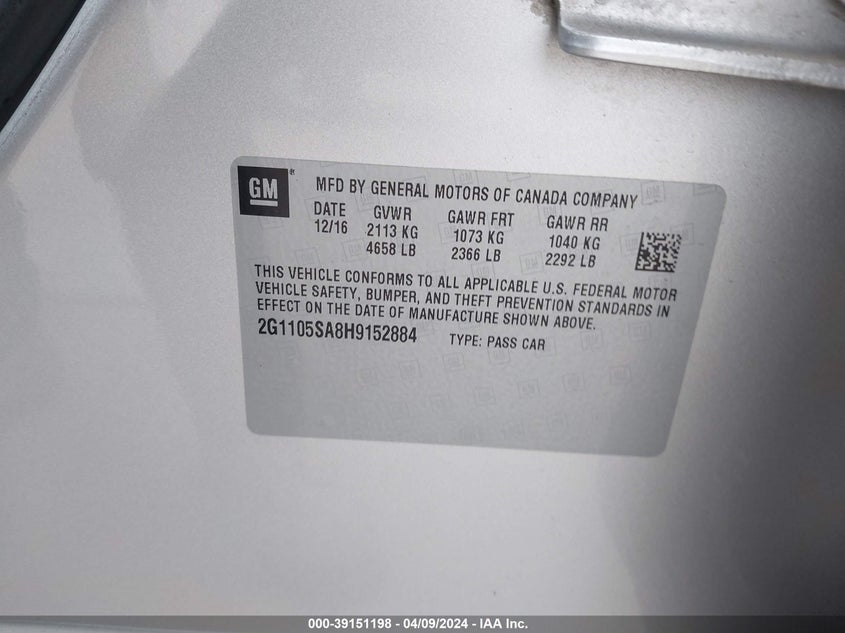 GM
MFD BY GENERAL MOTORS OF CANADA COMPANY
DATE GVWR GAWR FRT GAWR RR
12/16 2113 KG 1073 KG 1040 KG
4658 LB 2366 LB 2292 LB
THIS VEHICLE CONFORMS TO ALL APPLICABLE U.S. FEDERAL MOTOR
VEHICLE SAFETY, BUMPER, AND THEFT PREVENTION STANDARDS IN
EFFECT ON THE DATE OF MANUFACTURE SHOWN ABOVE.
2G1105SA8H9152884 TYPE: PASS CAR
000-39151198 - 04/09/2024 - IAA Inc.